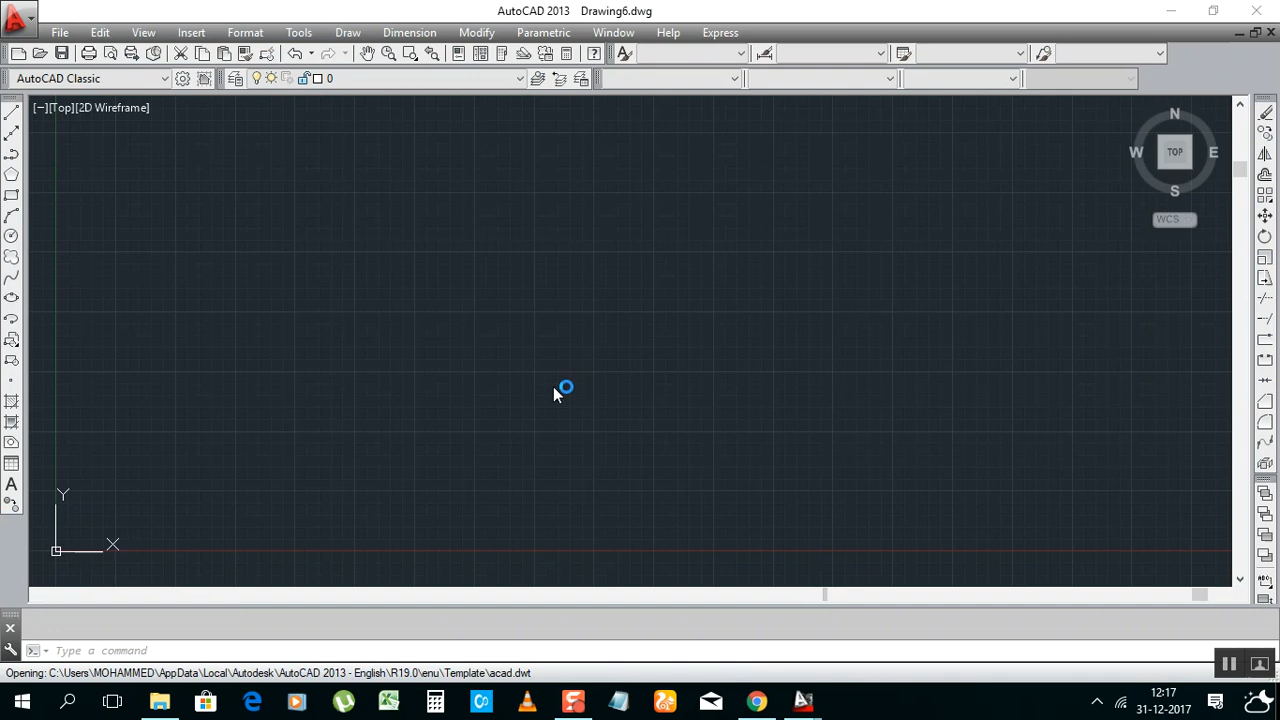 AutoCAD 2013 Drawing6.dwg
File Edit View Insert Format Tools Draw Dimension Modify Parametric Window Help Express
AutoCAD Classic
0
[−][Top][2D Wireframe]
N
W TOP E
S
WCS
Y
X
A
Type a command
Opening: C:\Users\MOHAMMED\AppData\Local\Autodesk\AutoCAD 2013 - English\R19.0\enu\Template\acad.dwt
12:17
31-12-2017